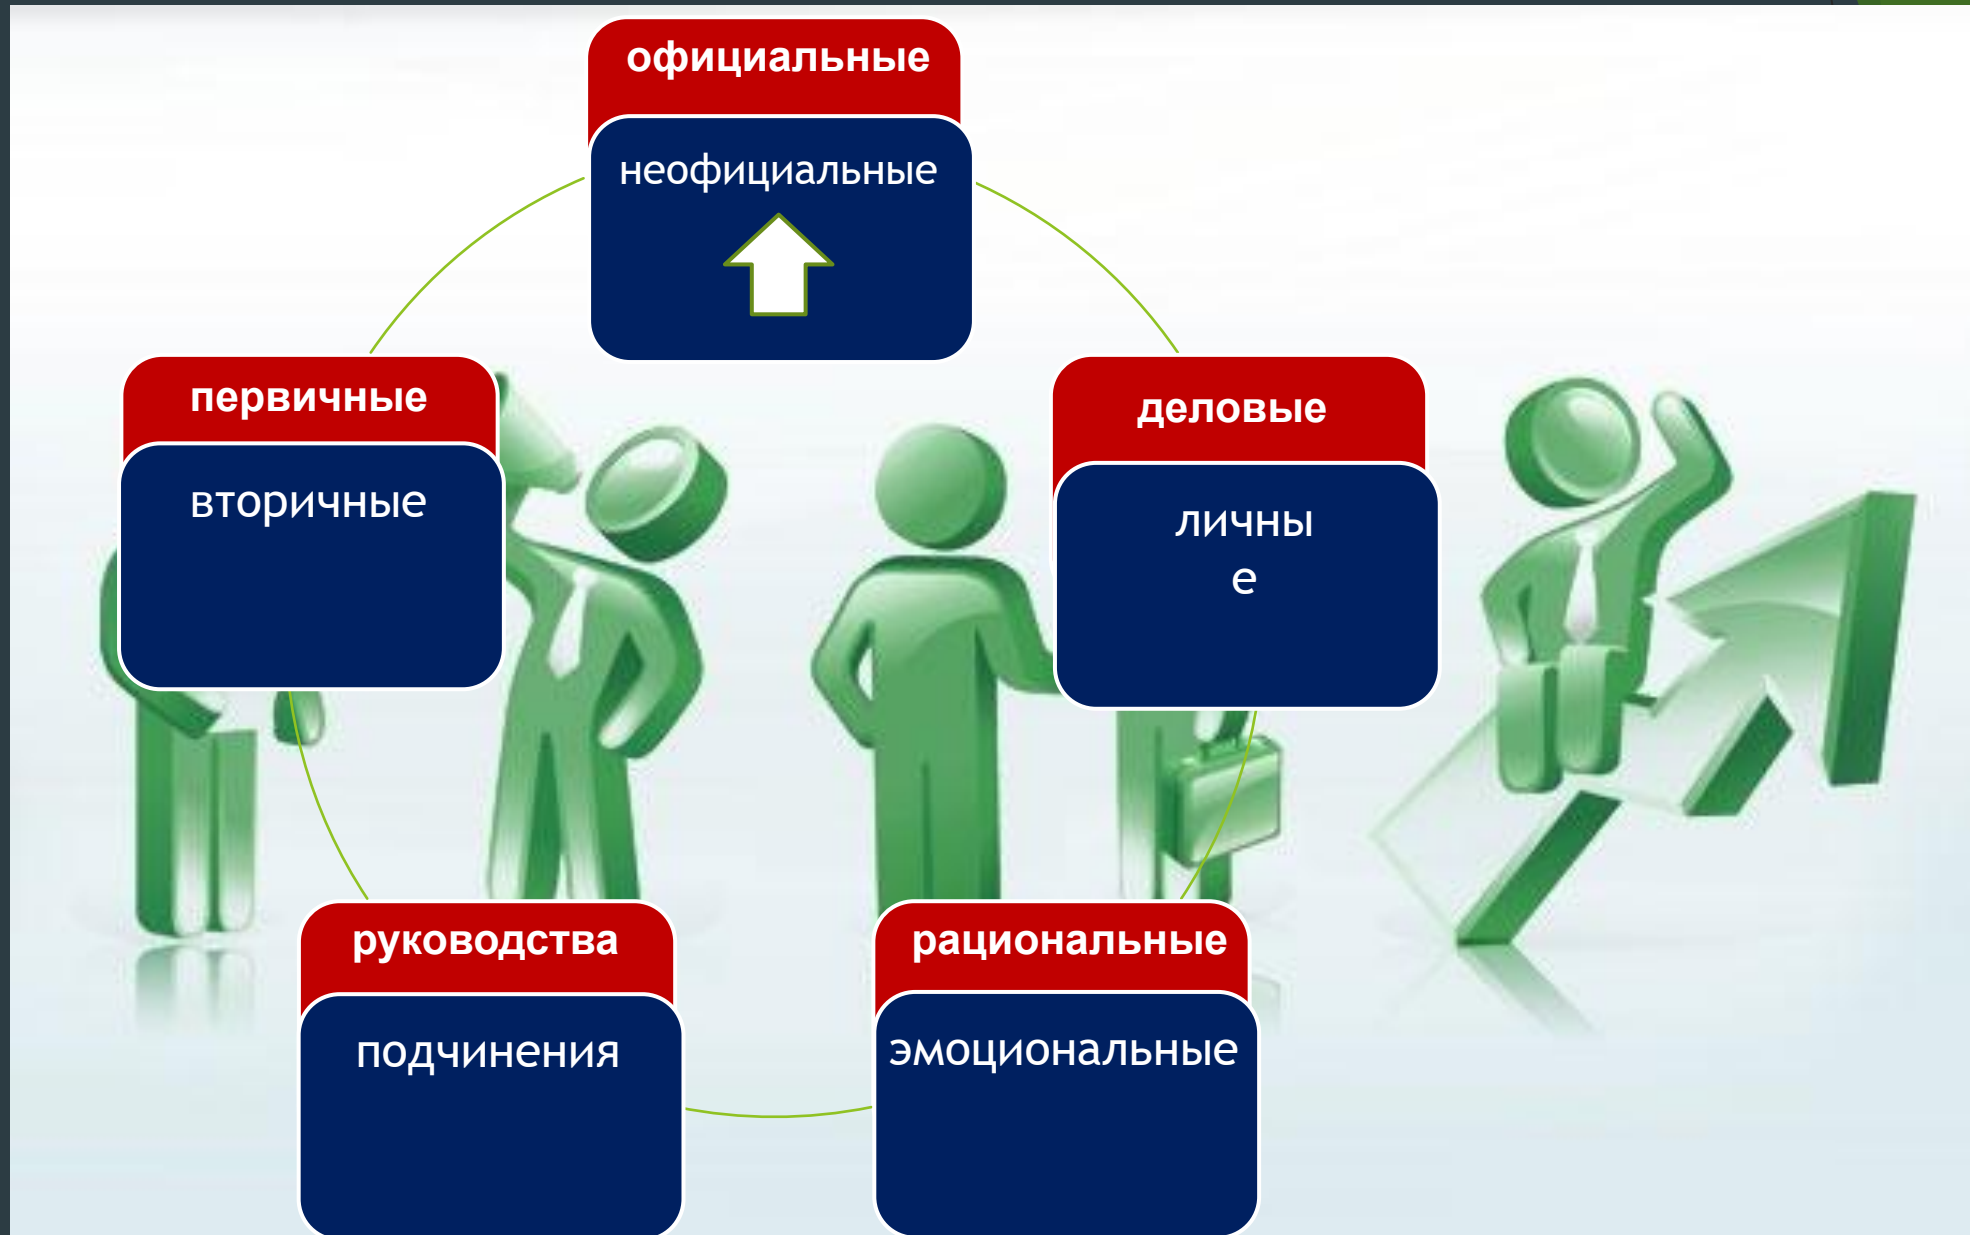 официальные
неофициальные
первичные
вторичные
деловые
личны
е
руководства
подчинения
рациональные
эмоциональные